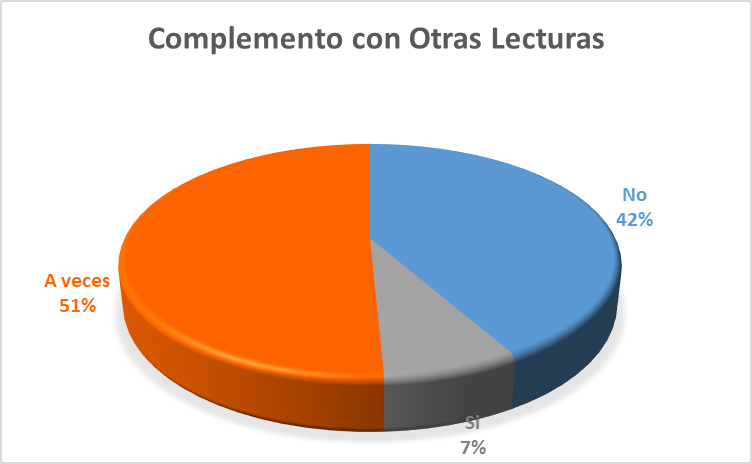 Complemento con Otras Lecturas
No
42%
A veces
51%
Si
7%